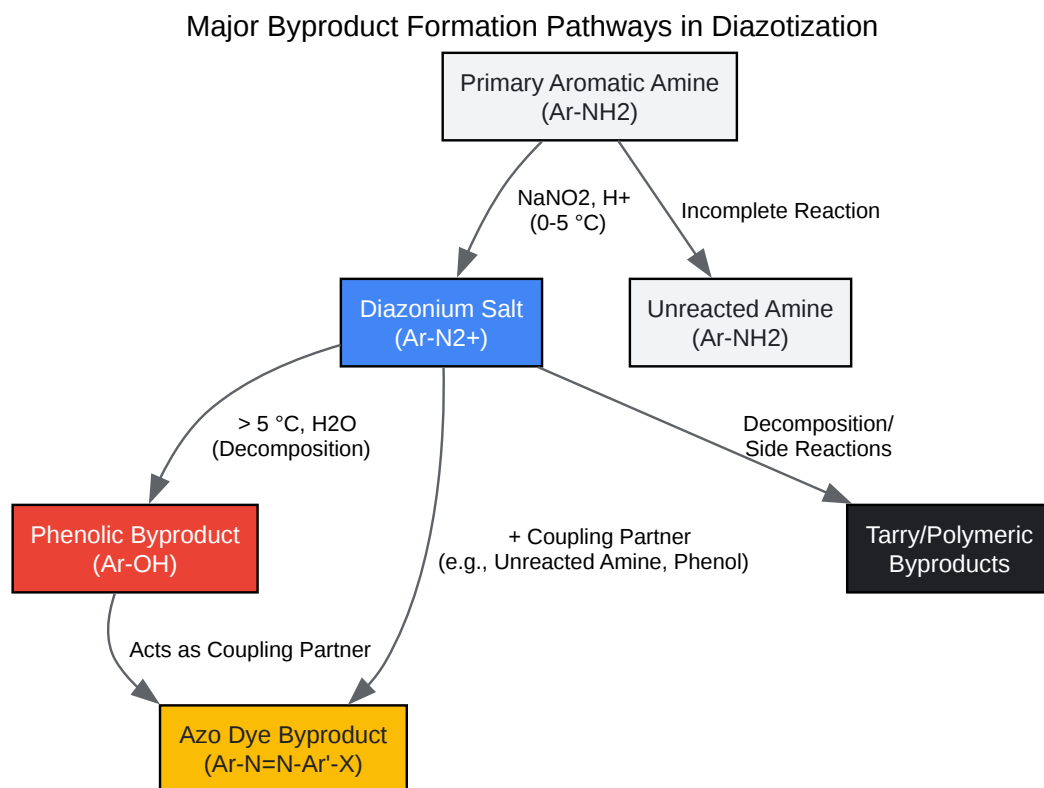 Major Byproduct Formation Pathways in Diazotization
Primary Aromatic Amine
(Ar-NH2)
NaNO2, H+
(0-5 °C)
Incomplete Reaction
Diazonium Salt
(Ar-N2+)
Unreacted Amine
(Ar-NH2)
> 5 °C, H2O
(Decomposition)
Decomposition/
Side Reactions
Phenolic Byproduct
(Ar-OH)
+ Coupling Partner
(e.g., Unreacted Amine, Phenol)
Tarry/Polymeric
Byproducts
Acts as Coupling Partner
Azo Dye Byproduct
(Ar-N=N-Ar'-X)